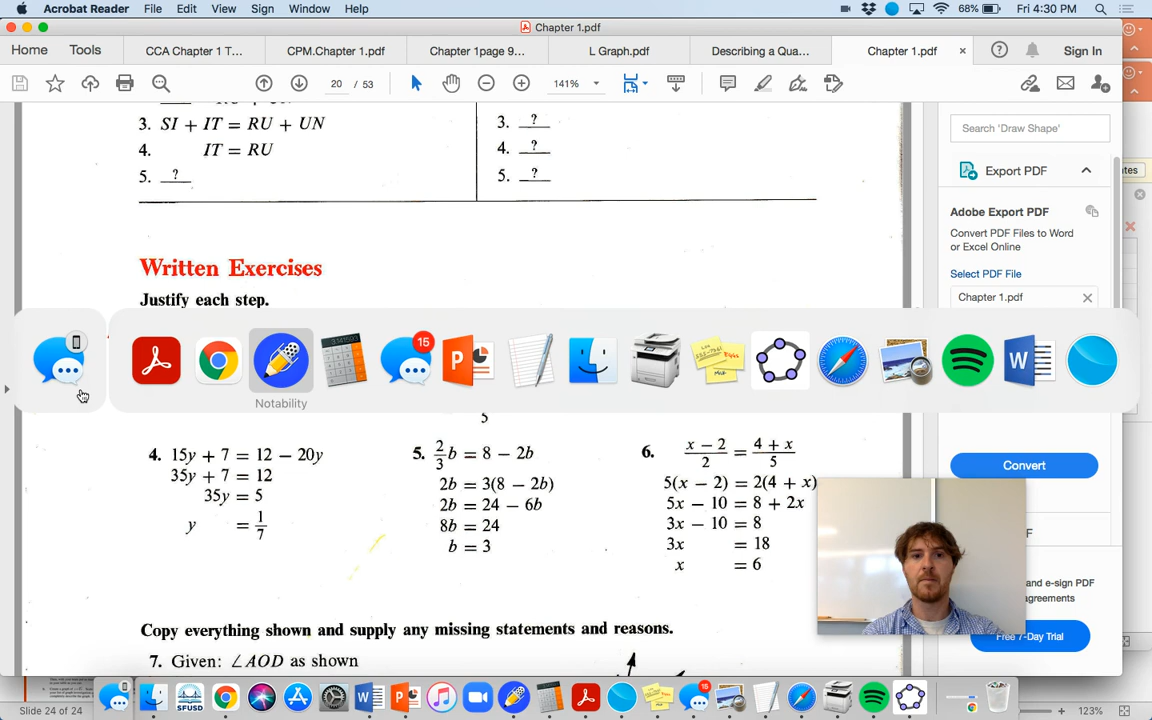 Acrobat Reader File Edit View Sign Window Help 68% Fri 4:30 PM
Chapter 1.pdf
Home Tools CCA Chapter 1 T... CPM.Chapter 1.pdf Chapter 1page 9... L Graph.pdf Describing a Qua... Chapter 1.pdf × ? Sign In
20 / 53 141%
3. SI + IT = RU + UN 3. ?
4. IT = RU 4. ?
5. ? 5. ?
Search 'Draw Shape'
Export PDF
Adobe Export PDF
Convert PDF Files to Word
or Excel Online
Select PDF File
Chapter 1.pdf
Convert
Written Exercises
Justify each step.
15
Notability
5
4. 15y + 7 = 12 − 20y
35y + 7 = 12
35y = 5
y = 1/7
5. 2/3 b = 8 − 2b
2b = 3(8 − 2b)
2b = 24 − 6b
8b = 24
b = 3
6. (x − 2)/2 = (4 + x)/5
5(x − 2) = 2(4 + x)
5x − 10 = 8 + 2x
3x − 10 = 8
3x = 18
x = 6
and e-sign PDF
agreements
Free 7-Day Trial
Copy everything shown and supply any missing statements and reasons.
7. Given: ∠AOD as shown
SFUSD
15
Slide 24 of 24
123%